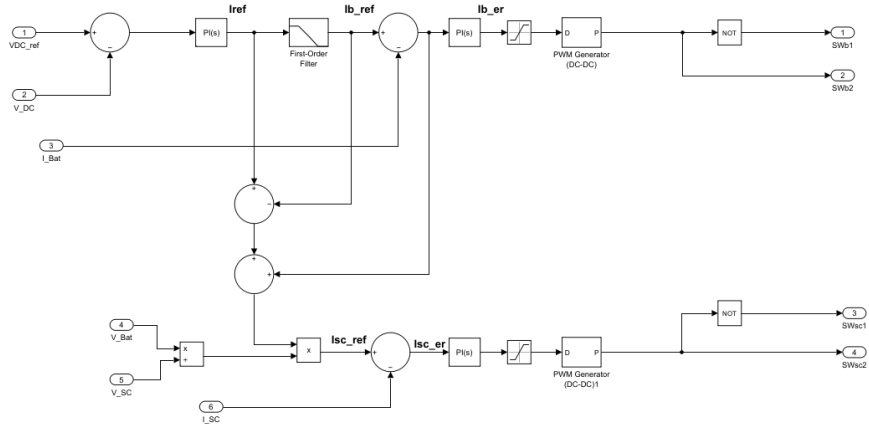 Iref
Ib_ref
Ib_er
1
VDC_ref
+
−
PI(s)
First-Order
Filter
+
−
PI(s)
D
P
PWM Generator
(DC-DC)
NOT
1
SWb1
2
SWb2
2
V_DC
3
I_Bat
+
−
+
+
4
V_Bat
5
V_SC
x
÷
x
Isc_ref
+
−
Isc_er
PI(s)
D
P
PWM Generator
(DC-DC)1
NOT
3
SWsc1
4
SWsc2
6
I_SC